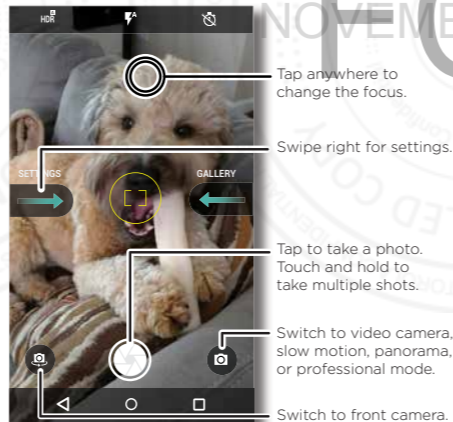 NOVEMBE
FC
HDR
Tap anywhere to
change the focus.
Swipe right for settings.
SETTINGS
GALLERY
Tap to take a photo.
Touch and hold to
take multiple shots.
Switch to video camera,
slow motion, panorama,
or professional mode.
Switch to front camera.